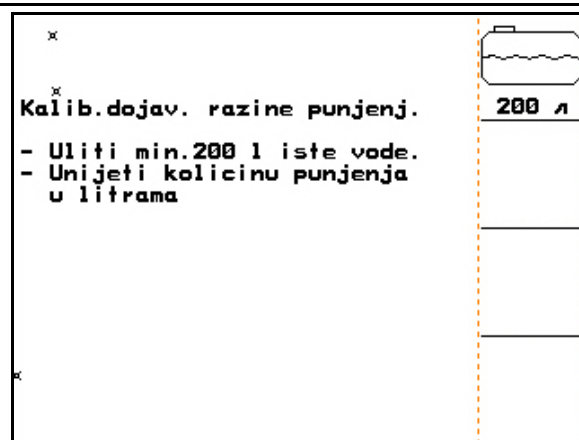 Kalib.dojav. razine punjenj.
- Uliti min.200 l iste vode.
- Unijeti kolicinu punjenja
u litrama
200 л